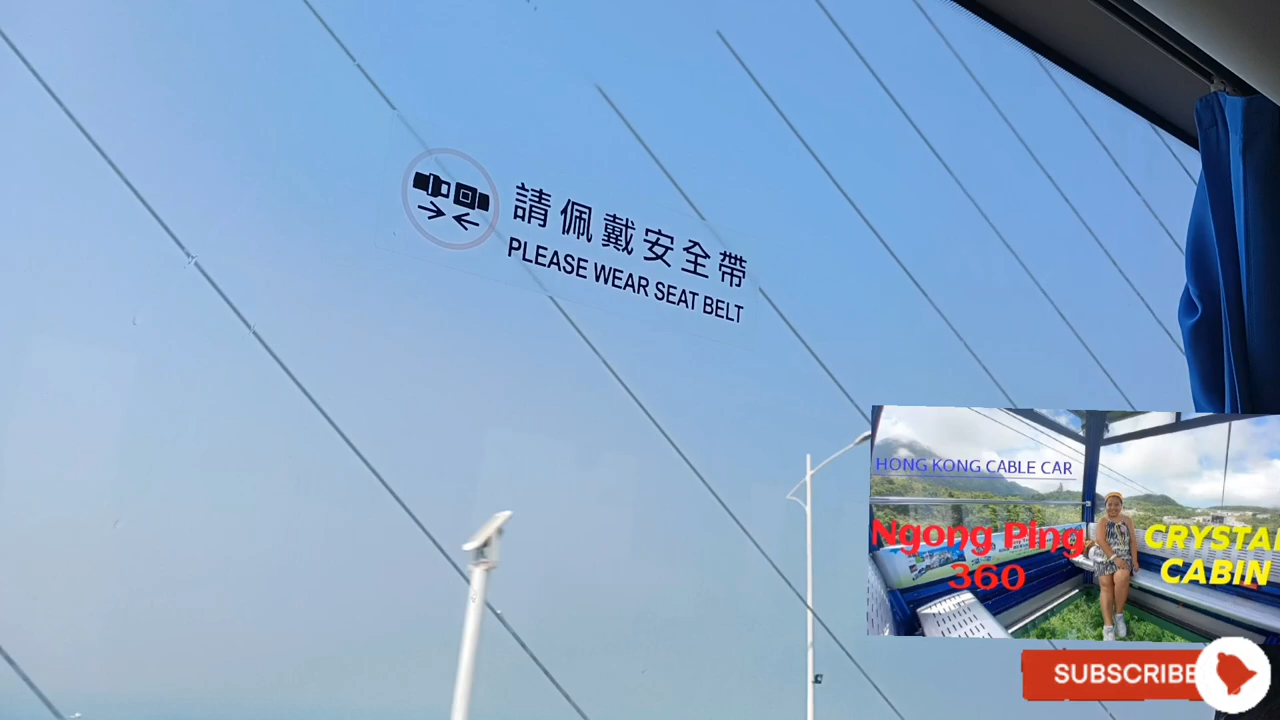 請佩戴安全帶
PLEASE WEAR SEAT BELT
HONG KONG CABLE CAR
Ngong Ping
360
CRYSTAL
CABIN
SUBSCRIBE